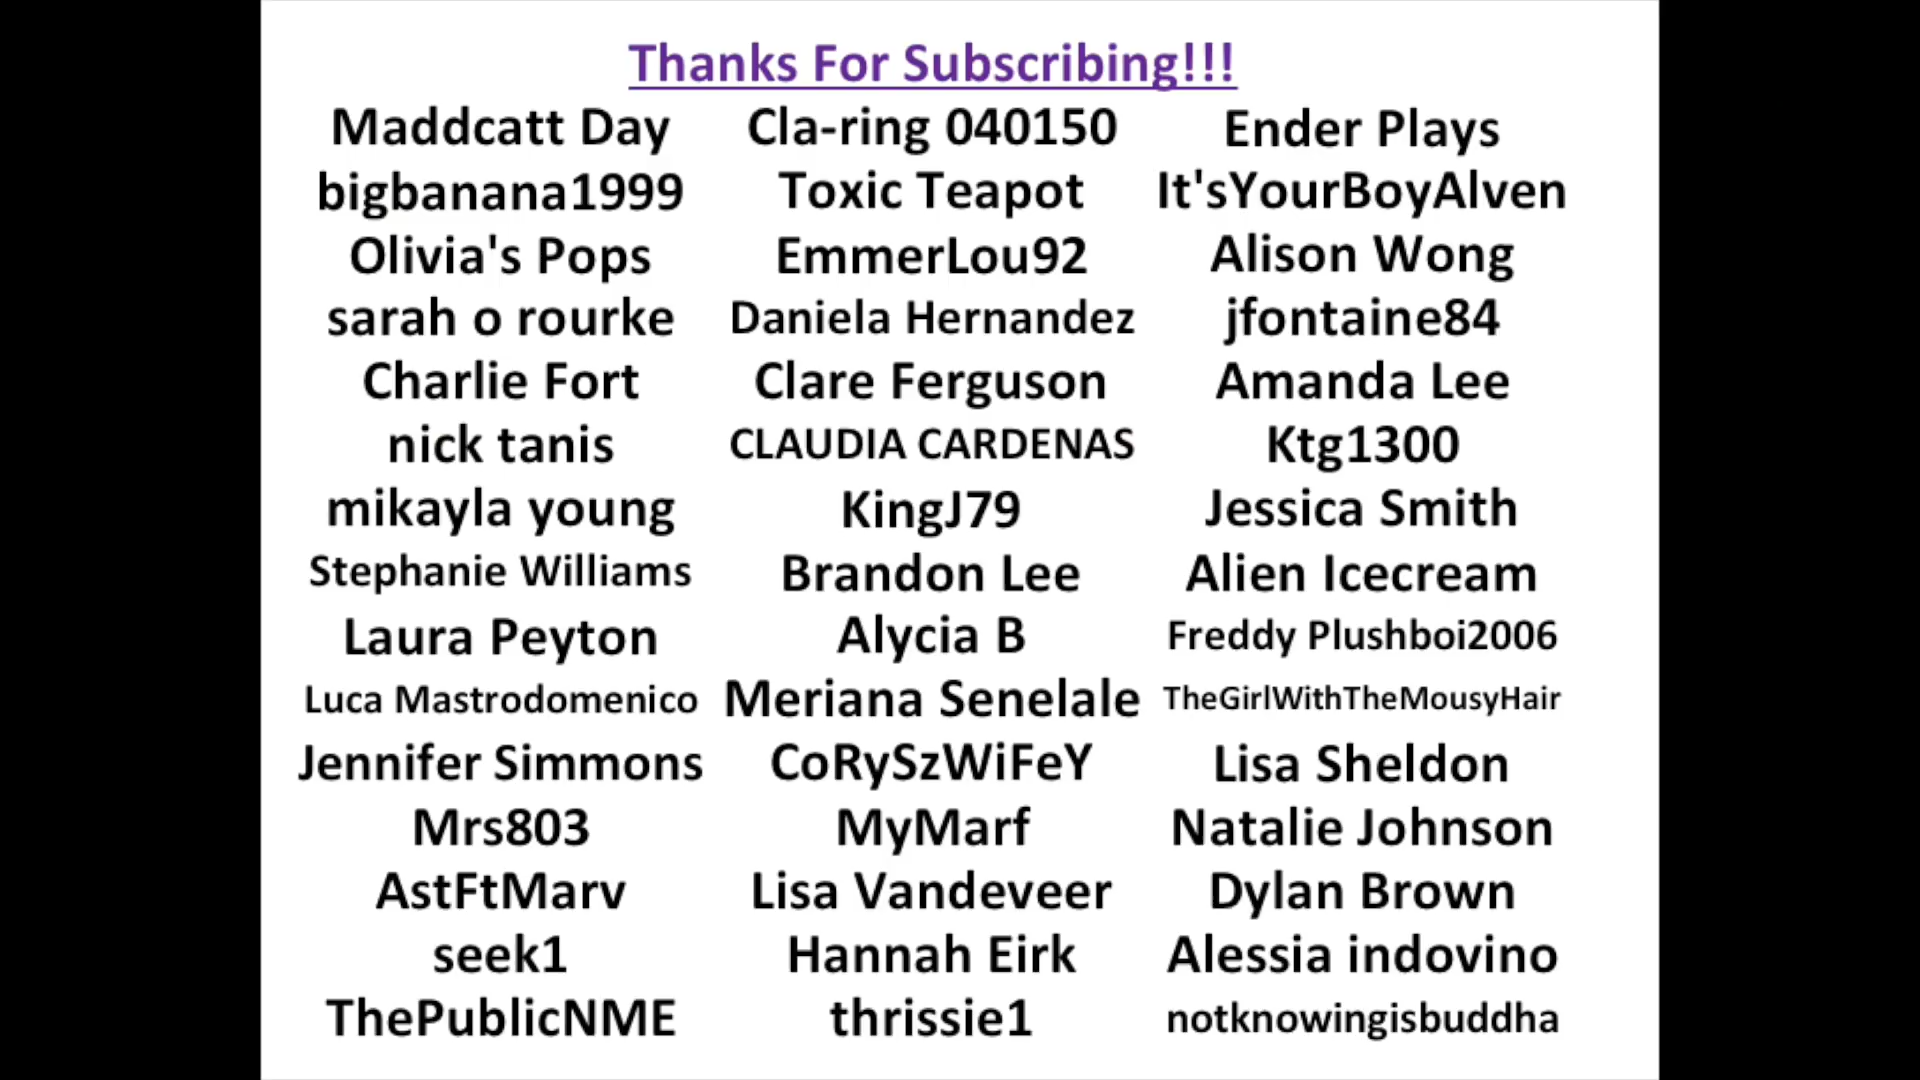 Thanks For Subscribing!!!
Maddcatt Day Cla-ring 040150 Ender Plays
bigbanana1999 Toxic Teapot It'sYourBoyAlven
Olivia's Pops EmmerLou92 Alison Wong
sarah o rourke Daniela Hernandez jfontaine84
Charlie Fort Clare Ferguson Amanda Lee
nick tanis CLAUDIA CARDENAS Ktg1300
mikayla young KingJ79 Jessica Smith
Stephanie Williams Brandon Lee Alien Icecream
Laura Peyton Alycia B Freddy Plushboi2006
Luca Mastrodomenico Meriana Senelale TheGirlWithTheMousyHair
Jennifer Simmons CoRySzWiFeY Lisa Sheldon
Mrs803 MyMarf Natalie Johnson
AstFtMarv Lisa Vandeveer Dylan Brown
seek1 Hannah Eirk Alessia indovino
ThePublicNME thrissie1 notknowingisbuddha